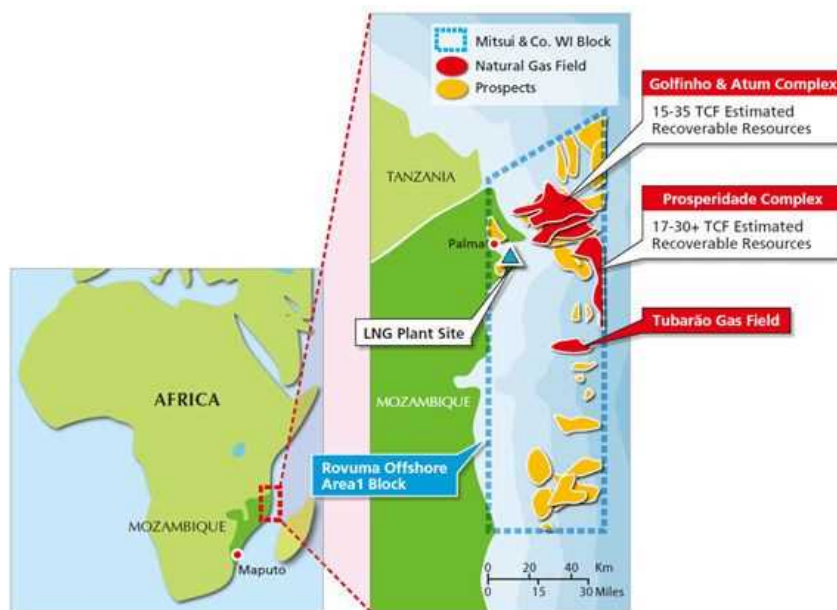 Mitsui & Co. WI Block
Natural Gas Field
Prospects
Golfinho & Atum Complex
15-35 TCF Estimated
Recoverable Resources
TANZANIA
Prosperidade Complex
17-30+ TCF Estimated
Recoverable Resources
Palma
LNG Plant Site
Tubarão Gas Field
AFRICA
MOZAMBIQUE
Rovuma Offshore
Area1 Block
MOZAMBIQUE
Maputo
0 20 40 Km
0 15 30 Miles